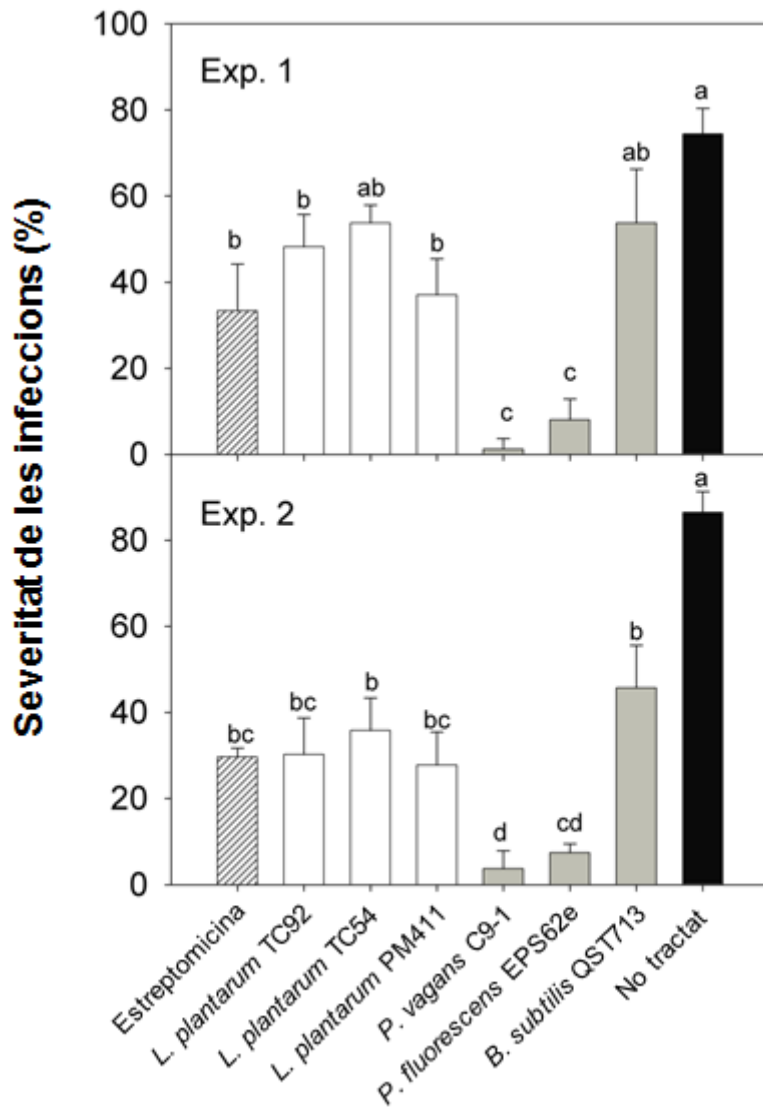 Severitat de les infeccions (%)
100
Exp. 1
80
60
40
20
0
b
b
ab
b
c
c
ab
a
Exp. 2
80
60
40
20
0
bc
bc
b
bc
d
cd
b
a
Estreptomicina
L. plantarum TC92
L. plantarum TC54
L. plantarum PM411
P. vagans C9-1
P. fluorescens EPS62e
B. subtilis QST713
No tractat